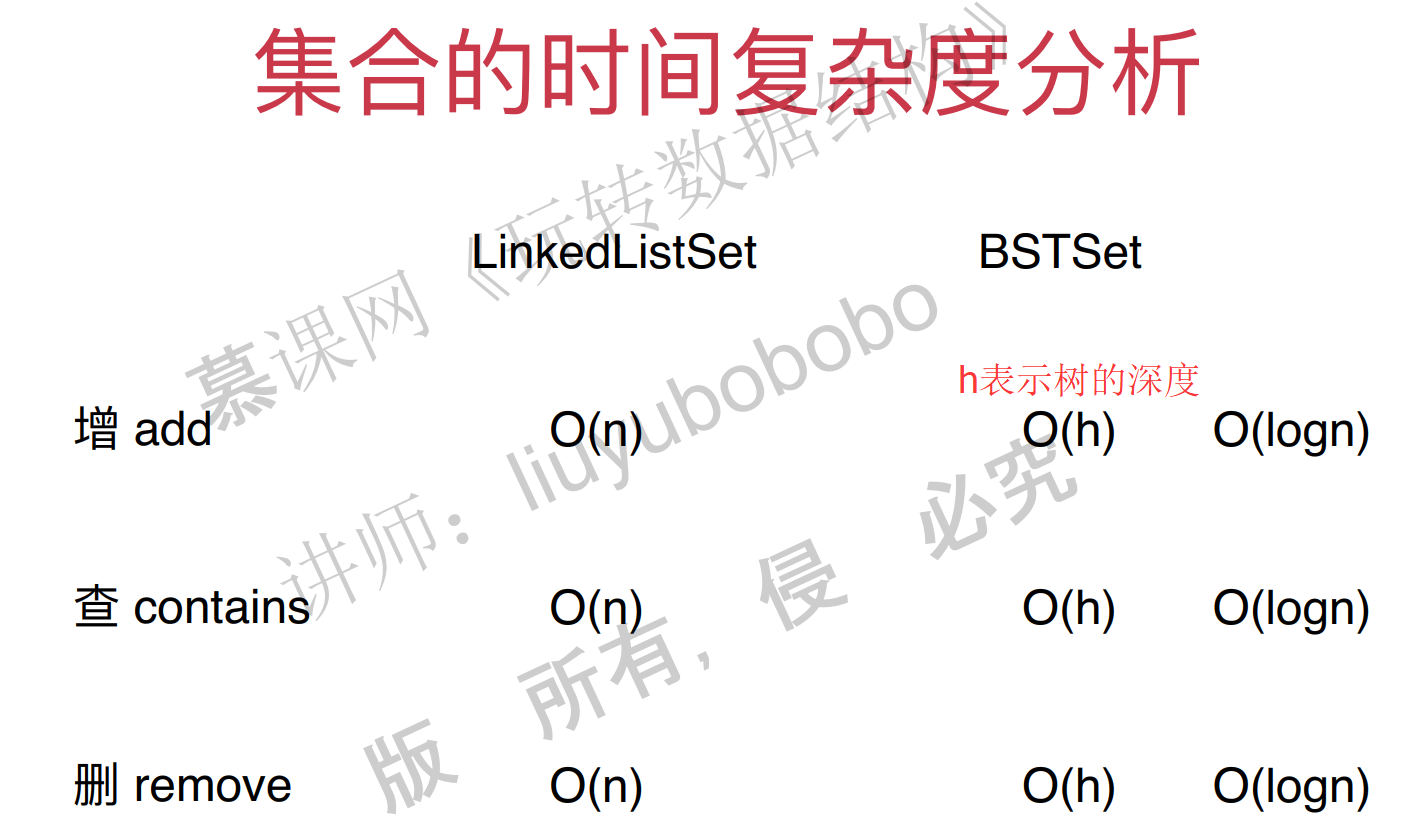 集合的时间复杂度分析
LinkedListSet BSTSet
h表示树的深度
增 add O(n) O(h) O(logn)
查 contains O(n) O(h) O(logn)
删 remove O(n) O(h) O(logn)
慕课网《玩转数据结构》
讲师：liuyubobobo
版 所有，侵 必究